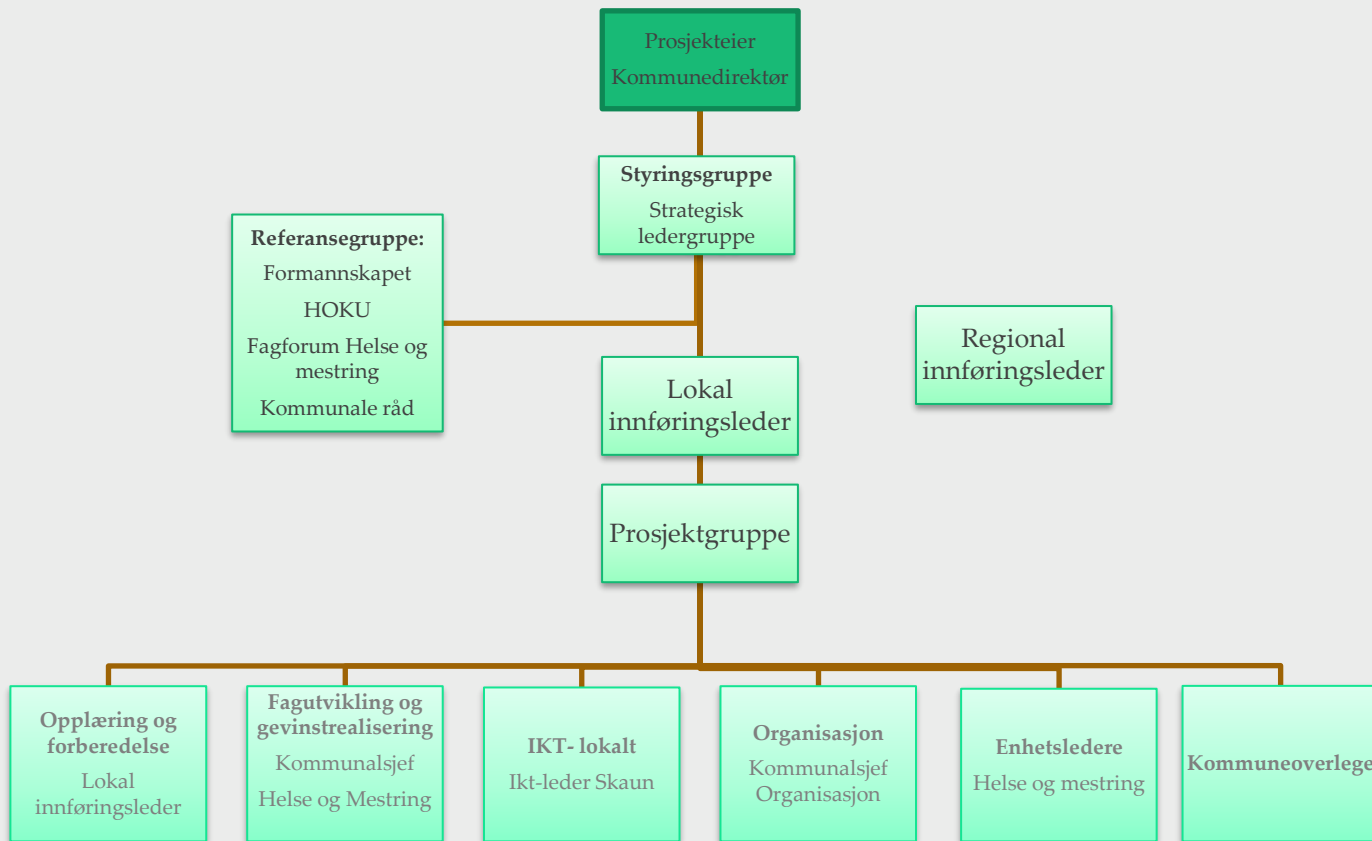 Prosjekteier
Kommunedirektør
Styringsgruppe
Strategisk
ledergruppe
Referansegruppe:
Formannskapet
HOKU
Fagforum Helse og
mestring
Kommunale råd
Regional
innføringsleder
Lokal
innføringsleder
Prosjektgruppe
Opplæring og
forberedelse
Lokal
innføringsleder
Fagutvikling og
gevinstrealisering
Kommunalsjef
Helse og Mestring
IKT- lokalt
Ikt-leder Skaun
Organisasjon
Kommunalsjef
Organisasjon
Enhetsledere
Helse og mestring
Kommuneoverlege